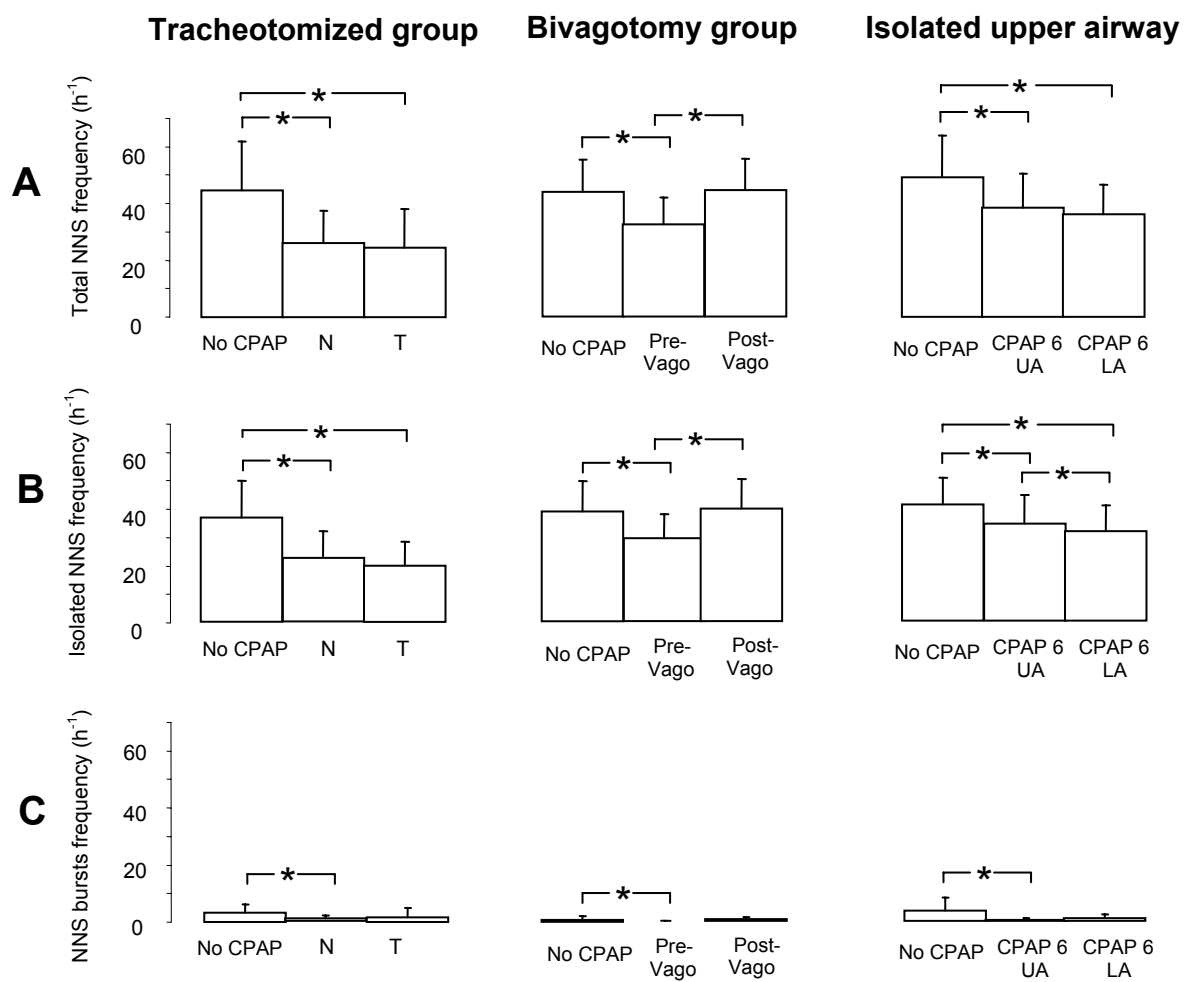 Tracheotomized group
Bivagotomy group
Isolated upper airway
A
Total NNS frequency (h-1)
60
40
20
0
*
*
No CPAP N T
*
*
No CPAP Pre-Vago Post-Vago
*
*
No CPAP CPAP 6 UA CPAP 6 LA
B
Isolated NNS frequency (h-1)
60
40
20
0
*
*
No CPAP N T
*
*
No CPAP Pre-Vago Post-Vago
*
*
*
No CPAP CPAP 6 UA CPAP 6 LA
C
NNS bursts frequency (h-1)
60
40
20
0
*
No CPAP N T
*
No CPAP Pre-Vago Post-Vago
*
No CPAP CPAP 6 UA CPAP 6 LA